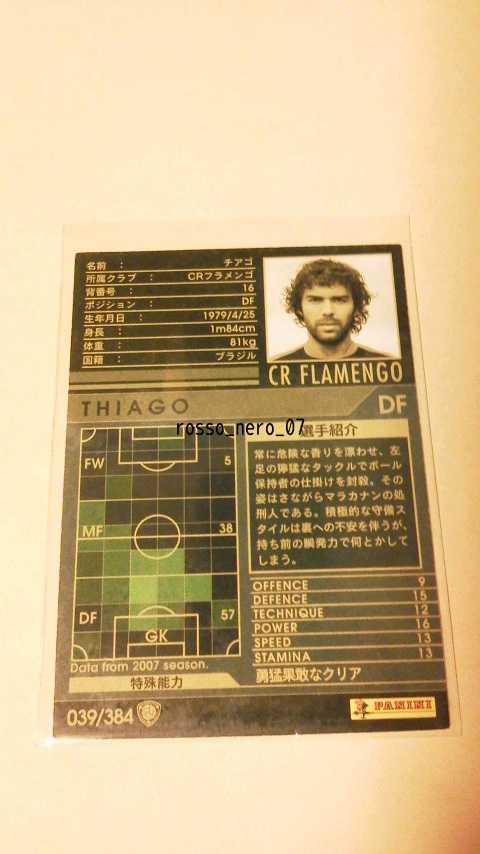 名前 : チアゴ
所属クラブ : CRフラメンゴ
背番号 : 16
ポジション : DF
生年月日 : 1979/4/25
身長 : 1m84cm
体重 : 81kg
国籍 : ブラジル
CR FLAMENGO
THIAGO
DF
rosso_nero_07
選手紹介
常に危険な香りを漂わせ、左
足の獰猛なタックルでボール
保持者の仕掛けを封殺。その
姿はさながらマラカナンの処
刑人である。積極的な守備ス
タイルは裏への不安を伴うが、
持ち前の瞬発力で何とかして
しまう。
FW 5
MF 38
DF 57
GK
Data from 2007 season.
OFFENCE 9
DEFENCE 15
TECHNIQUE 12
POWER 16
SPEED 13
STAMINA 13
特殊能力
勇猛果敢なクリア
039/384
PANINI